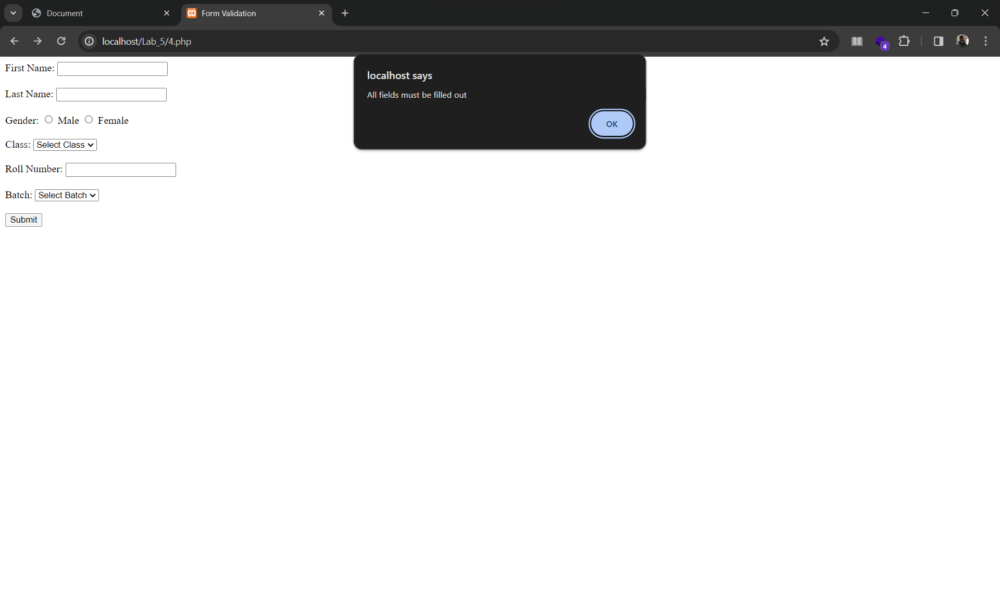 Document
Form Validation
localhost/Lab_5/4.php
4
localhost says
All fields must be filled out
OK
First Name:
Last Name:
Gender: Male Female
Class: Select Class
Roll Number:
Batch: Select Batch
Submit